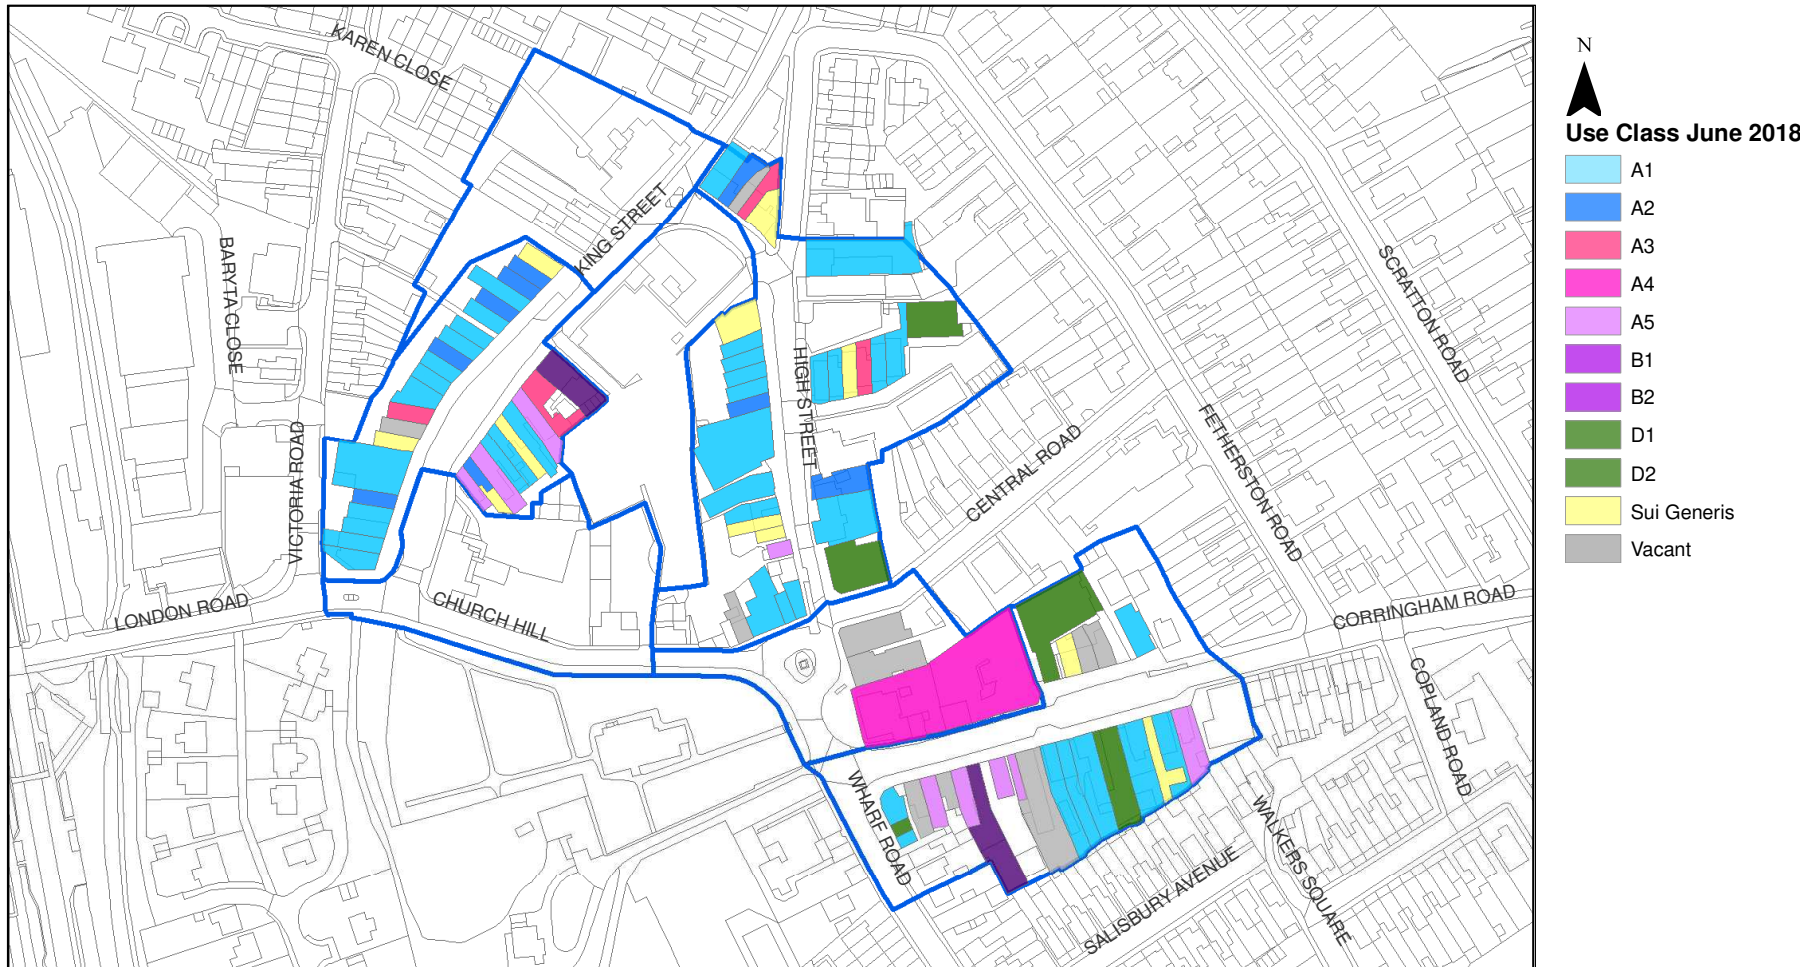 KAREN CLOSE
N
Use Class June 2018
A1
A2
A3
A4
A5
B1
B2
D1
D2
Sui Generis
Vacant
KING STREET
BARYTA CLOSE
SCRATTON ROAD
HIGH STREET
VICTORIA ROAD
CENTRAL ROAD
FETHERSTON ROAD
LONDON ROAD
CHURCH HILL
CORRINGHAM ROAD
COPLAND ROAD
WHARF ROAD
WALKERS SQUARE
SALISBURY AVENUE